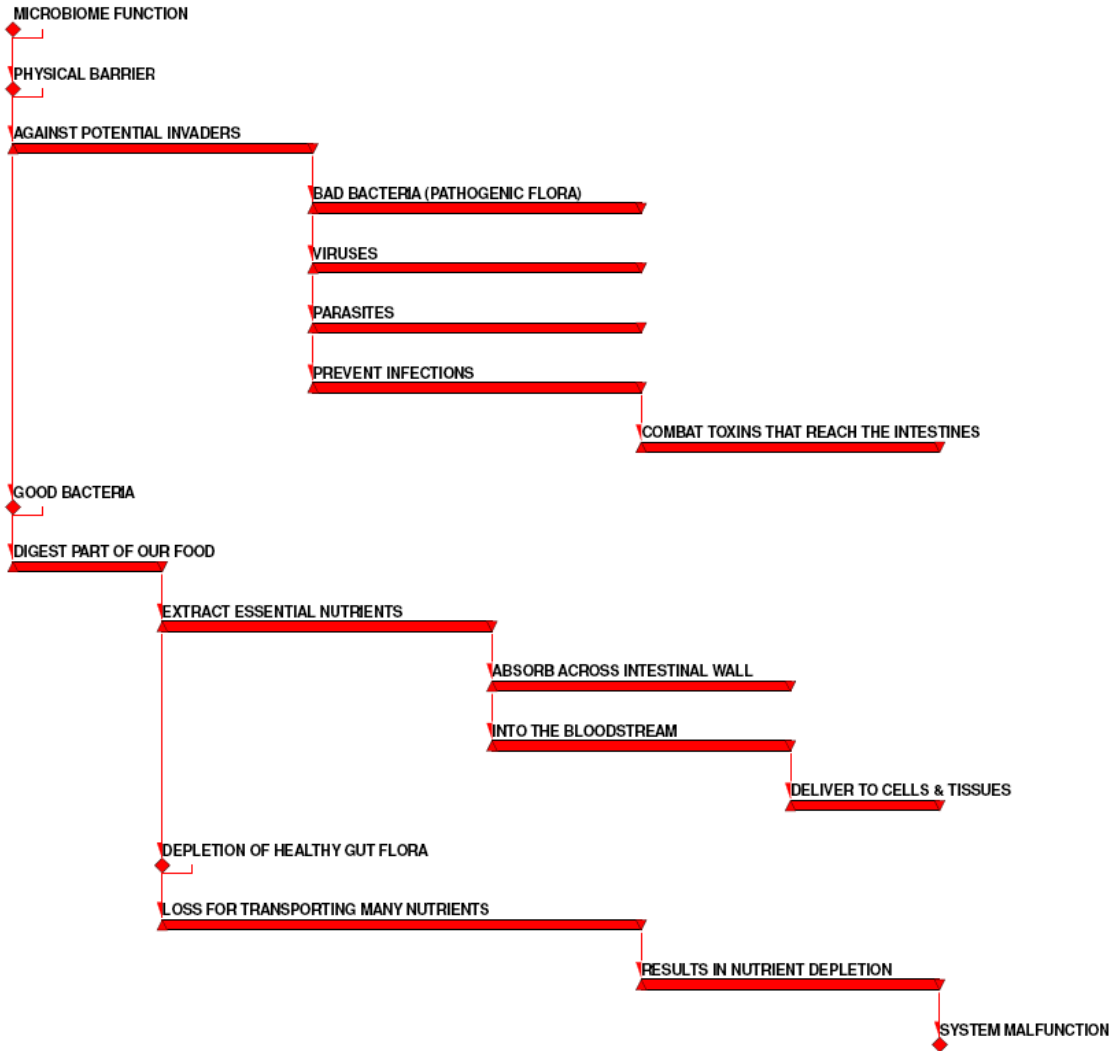 MICROBIOME FUNCTION
PHYSICAL BARRIER
AGAINST POTENTIAL INVADERS
BAD BACTERIA (PATHOGENIC FLORA)
VIRUSES
PARASITES
PREVENT INFECTIONS
COMBAT TOXINS THAT REACH THE INTESTINES
GOOD BACTERIA
DIGEST PART OF OUR FOOD
EXTRACT ESSENTIAL NUTRIENTS
ABSORB ACROSS INTESTINAL WALL
INTO THE BLOODSTREAM
DELIVER TO CELLS & TISSUES
DEPLETION OF HEALTHY GUT FLORA
LOSS FOR TRANSPORTING MANY NUTRIENTS
RESULTS IN NUTRIENT DEPLETION
SYSTEM MALFUNCTION